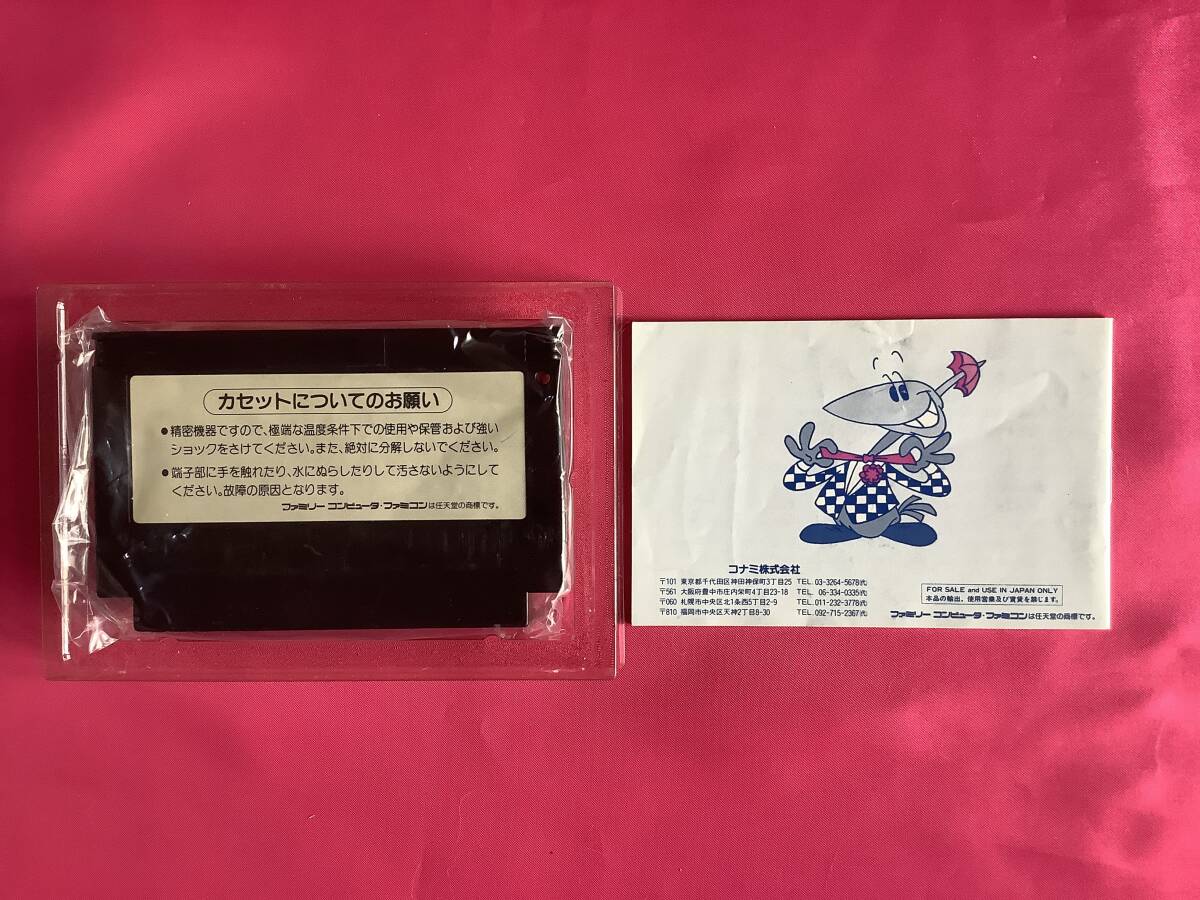 カセットについてのお願い
●精密機器ですので、極端な温度条件下での使用や保管および強い
ショックをさけてください。また、絶対に分解しないでください。
●端子部に手を触れたり、水にぬらしたりして汚さないようにして
ください。故障の原因となります。
ファミリーコンピュータ・ファミコンは任天堂の商標です。
コナミ株式会社
〒101 東京都千代田区神田神保町3丁目25 TEL.03-3264-5678㈹
〒561 大阪府豊中市庄内栄町4丁目23-18 TEL. 06-334-0335㈹
〒060 札幌市中央区北1条西5丁目2-9 TEL.011-232-3778㈹
〒810 福岡市中央区天神2丁目8-30 TEL 092-715-2367㈹
FOR SALE and USE IN JAPAN ONLY
本品の輸出、使用営業及び賃貸を禁じます。
ファミリーコンピュータ・ファミコンは任天堂の商標です。